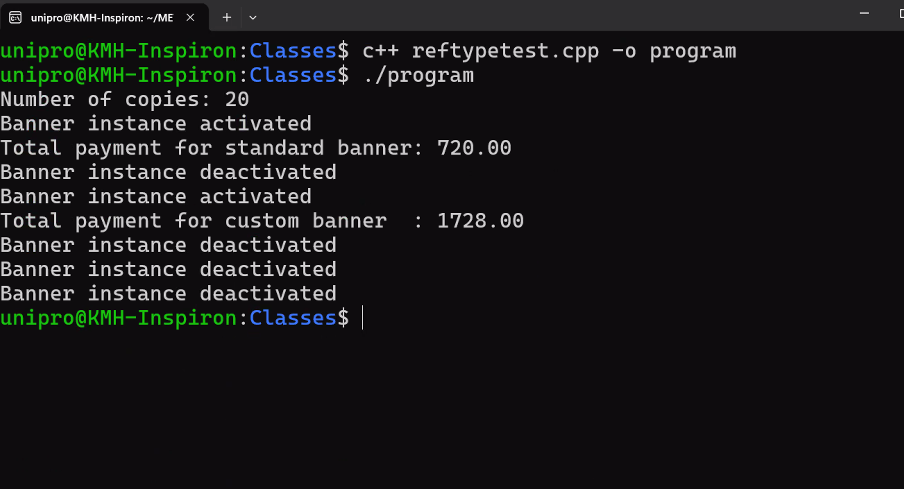 unipro@KMH-Inspiron: ~/ME
unipro@KMH-Inspiron:Classes$ c++ reftypetest.cpp -o program
unipro@KMH-Inspiron:Classes$ ./program
Number of copies: 20
Banner instance activated
Total payment for standard banner: 720.00
Banner instance deactivated
Banner instance activated
Total payment for custom banner  : 1728.00
Banner instance deactivated
Banner instance deactivated
Banner instance deactivated
unipro@KMH-Inspiron:Classes$